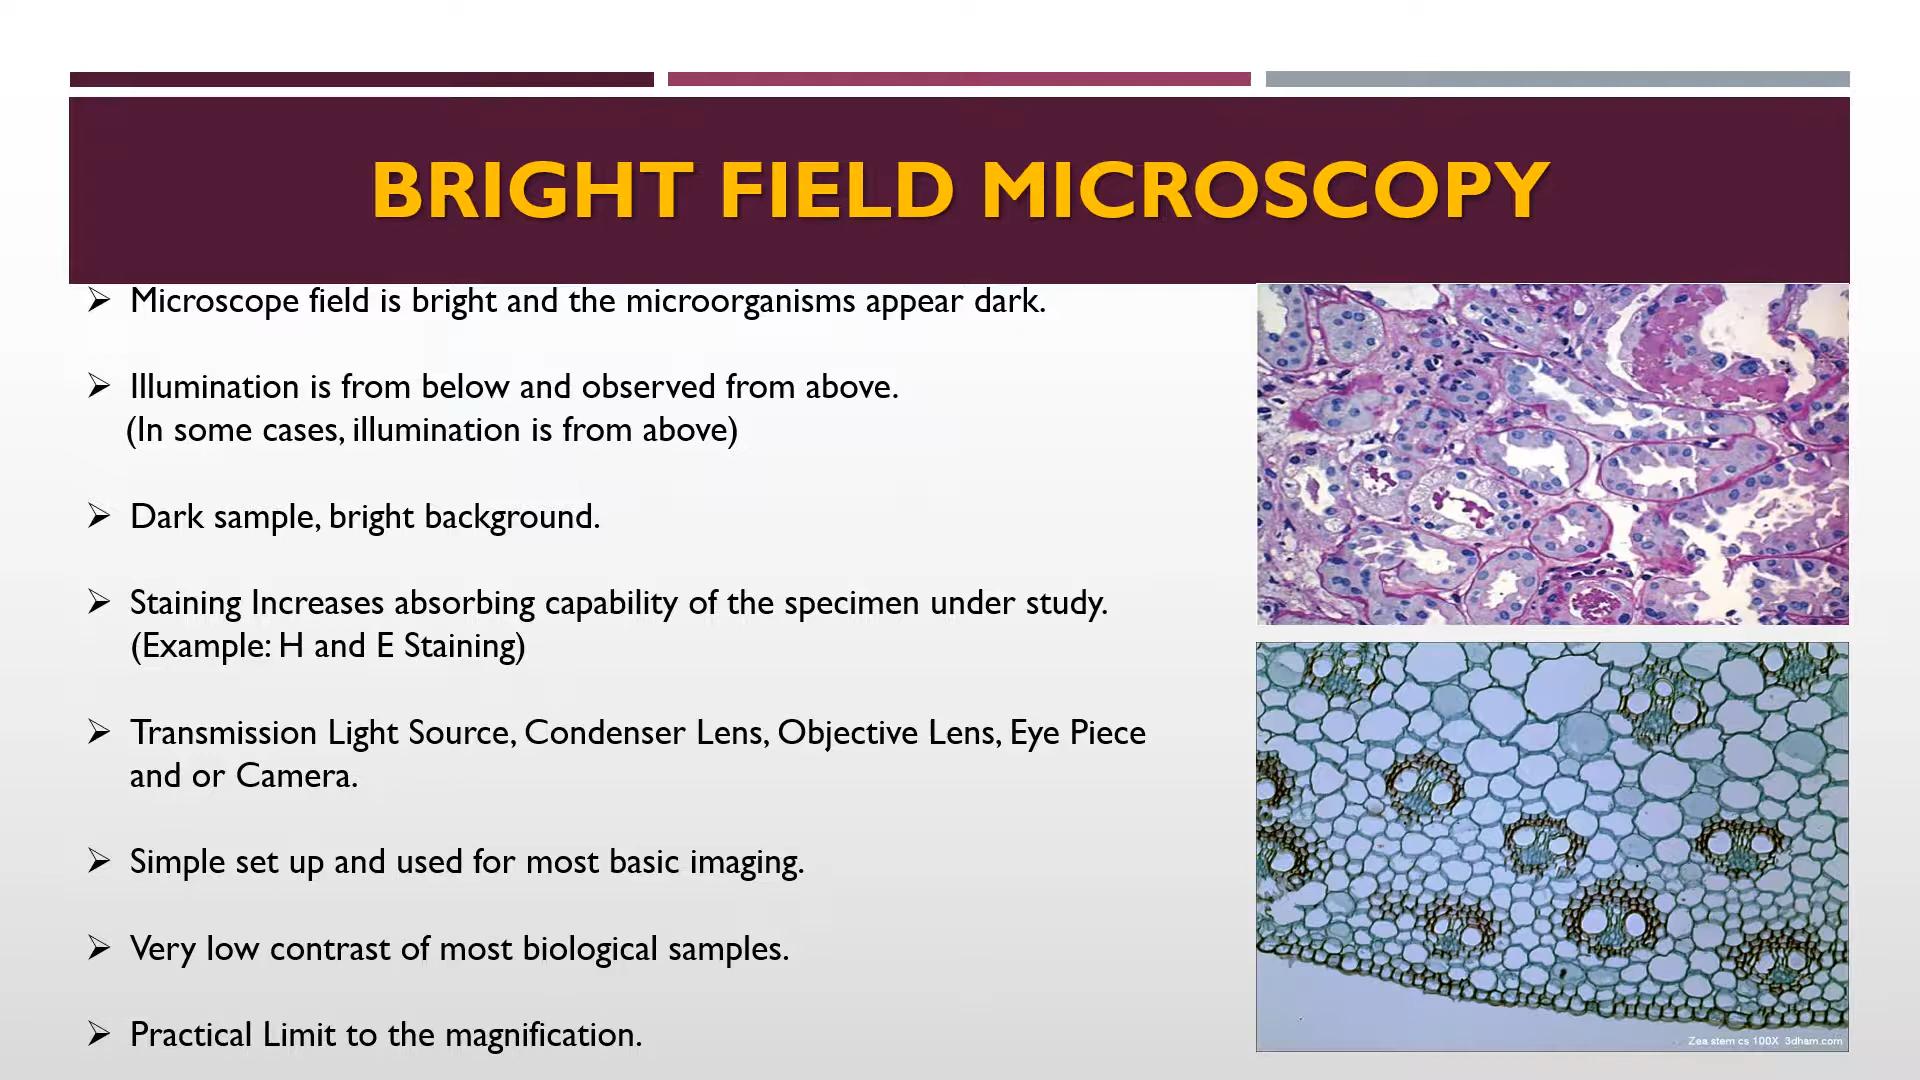 BRIGHT FIELD MICROSCOPY
➢ Microscope field is bright and the microorganisms appear dark.
➢ Illumination is from below and observed from above.
(In some cases, illumination is from above)
➢ Dark sample, bright background.
➢ Staining Increases absorbing capability of the specimen under study.
(Example: H and E Staining)
➢ Transmission Light Source, Condenser Lens, Objective Lens, Eye Piece
and or Camera.
➢ Simple set up and used for most basic imaging.
➢ Very low contrast of most biological samples.
➢ Practical Limit to the magnification.
Zea stem cs 100X 3dham.com